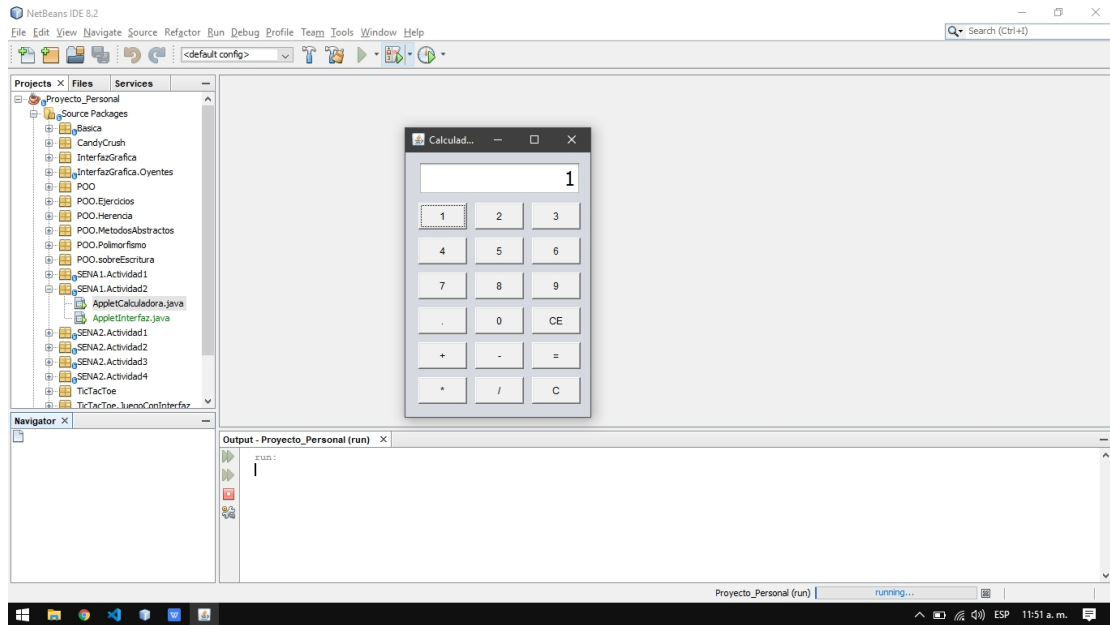 NetBeans IDE 8.2
File Edit View Navigate Source Refactor Run Debug Profile Team Tools Window Help
Search (Ctrl+I)
<default config>
Projects Files Services
Proyecto_Personal
Source Packages
Basica
CandyCrush
InterfazGrafica
InterfazGrafica.Oyentes
POO
POO.Ejercicios
POO.Herencia
POO.MetodosAbstractos
POO.Polimorfismo
POO.sobreEscritura
SENA1.Actividad1
SENA1.Actividad2
AppletCalculadora.java
AppletInterfaz.java
SENA2.Actividad1
SENA2.Actividad2
SENA2.Actividad3
SENA2.Actividad4
TicTacToe
TicTacToe.JuegoConInterfaz
Navigator
Calculad...
1
1 2 3
4 5 6
7 8 9
. 0 CE
+ - =
* / C
Output - Proyecto_Personal (run)
run:
Proyecto_Personal (run) running...
ESP 11:51 a. m.